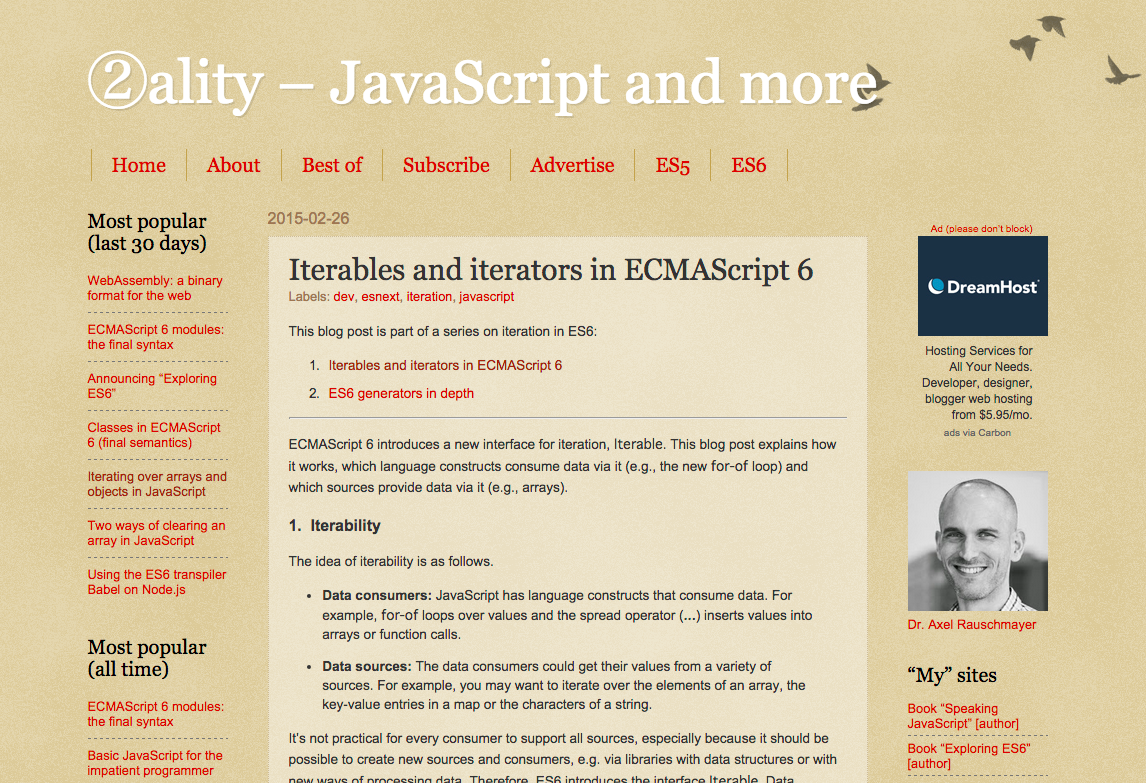 ②ality – JavaScript and more
Home
About
Best of
Subscribe
Advertise
ES5
ES6
Most popular
(last 30 days)
WebAssembly: a binary
format for the web
ECMAScript 6 modules:
the final syntax
Announcing “Exploring
ES6”
Classes in ECMAScript
6 (final semantics)
Iterating over arrays and
objects in JavaScript
Two ways of clearing an
array in JavaScript
Using the ES6 transpiler
Babel on Node.js
Most popular
(all time)
ECMAScript 6 modules:
the final syntax
Basic JavaScript for the
impatient programmer
2015-02-26
Iterables and iterators in ECMAScript 6
Labels: dev, esnext, iteration, javascript
This blog post is part of a series on iteration in ES6:
1. Iterables and iterators in ECMAScript 6
2. ES6 generators in depth
ECMAScript 6 introduces a new interface for iteration, Iterable. This blog post explains how
it works, which language constructs consume data via it (e.g., the new for-of loop) and
which sources provide data via it (e.g., arrays).
1. Iterability
The idea of iterability is as follows.
• Data consumers: JavaScript has language constructs that consume data. For
example, for-of loops over values and the spread operator (...) inserts values into
arrays or function calls.
• Data sources: The data consumers could get their values from a variety of
sources. For example, you may want to iterate over the elements of an array, the
key-value entries in a map or the characters of a string.
It’s not practical for every consumer to support all sources, especially because it should be
possible to create new sources and consumers, e.g. via libraries with data structures or with
new ways of processing data. Therefore, ES6 introduces the interface Iterable. Data
Ad (please don’t block)
DreamHost
Hosting Services for
All Your Needs.
Developer, designer,
blogger web hosting
from $5.95/mo.
ads via Carbon
Dr. Axel Rauschmayer
“My” sites
Book “Speaking
JavaScript” [author]
Book “Exploring ES6”
[author]